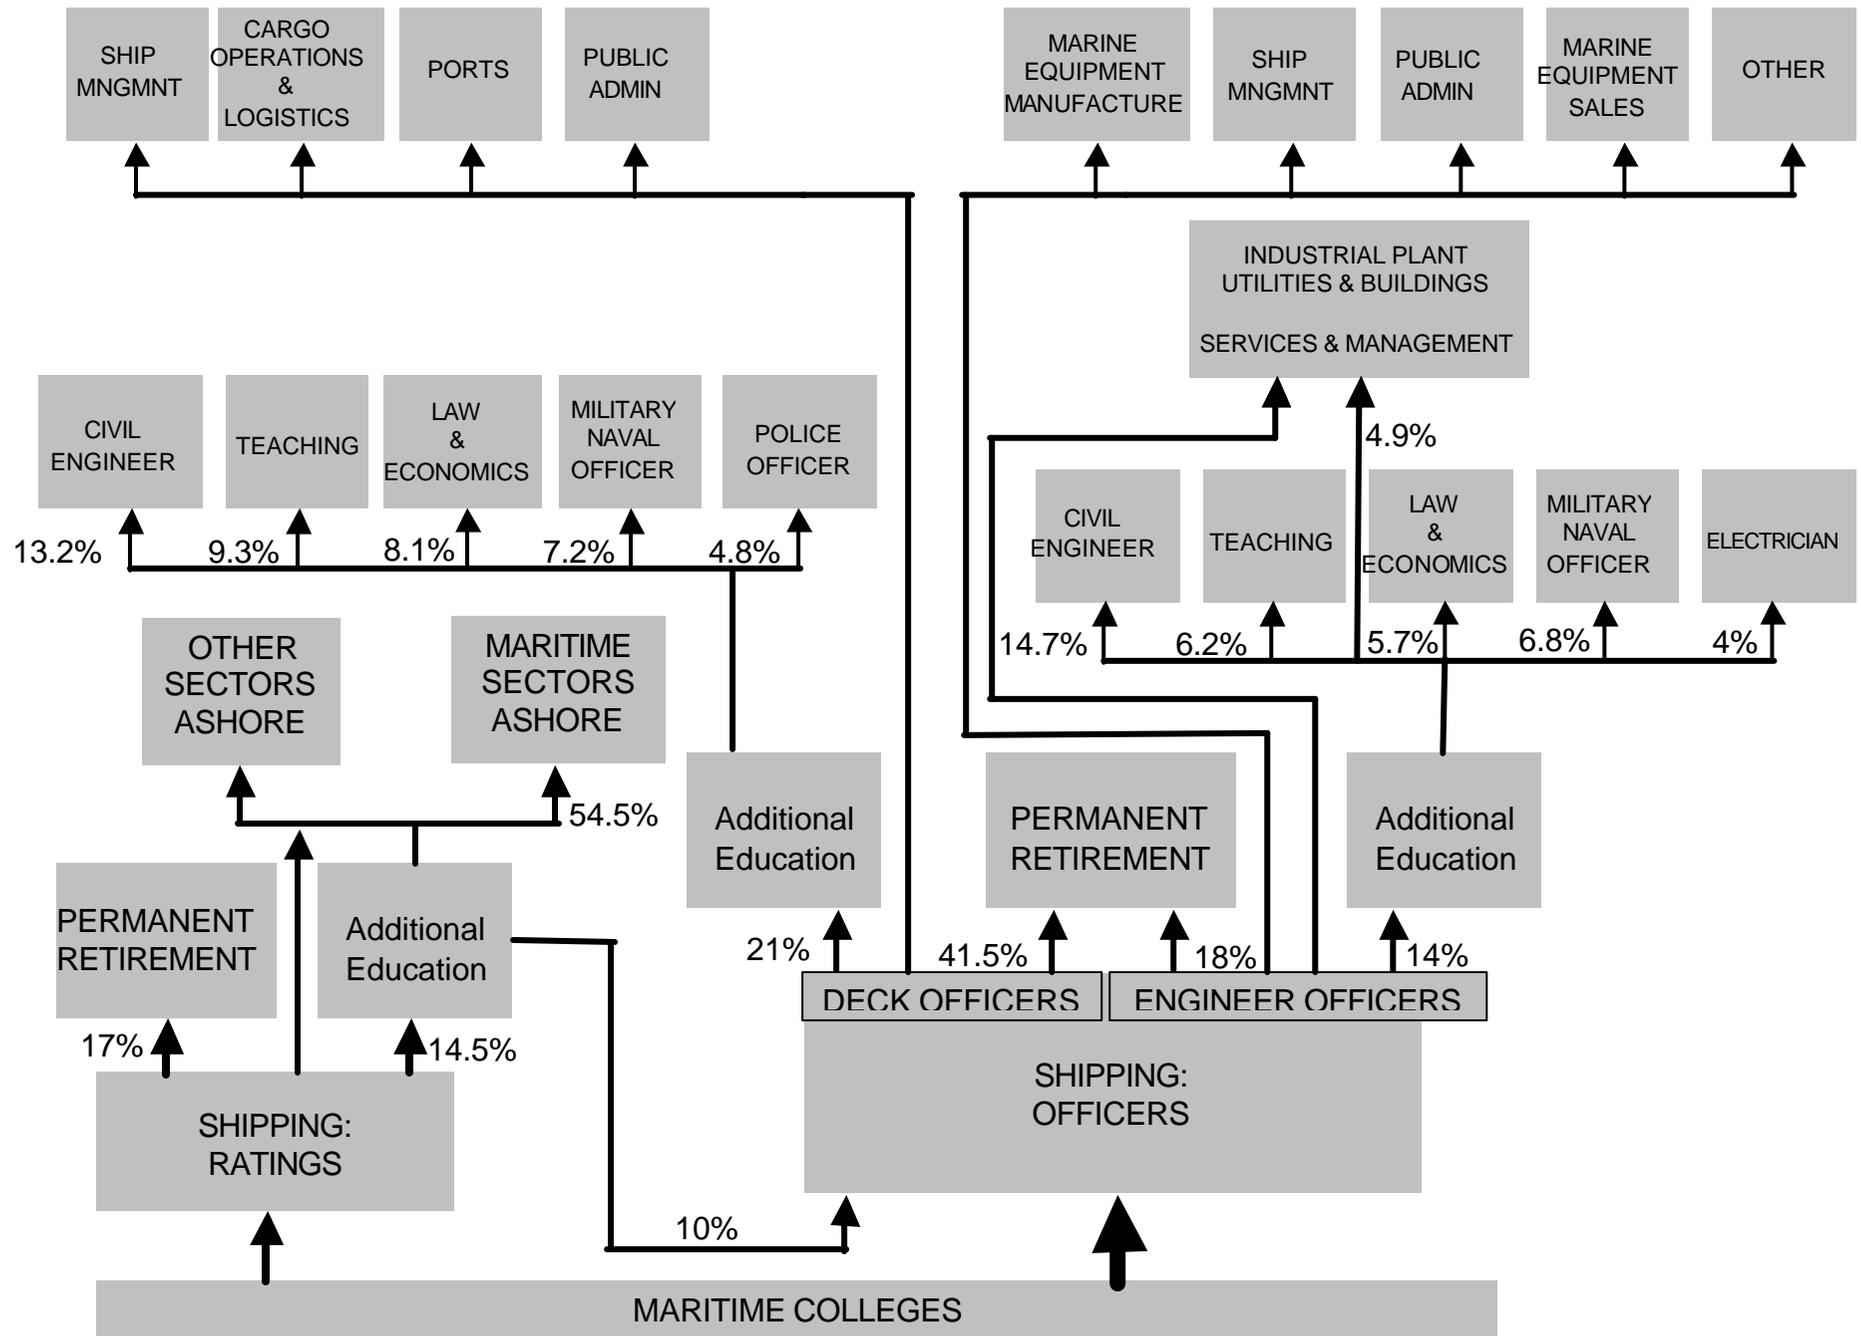 SHIP
MNGMNT
CARGO
OPERATIONS
&
LOGISTICS
PORTS
PUBLIC
ADMIN
MARINE
EQUIPMENT
MANUFACTURE
SHIP
MNGMNT
PUBLIC
ADMIN
MARINE
EQUIPMENT
SALES
OTHER
INDUSTRIAL PLANT
UTILITIES & BUILDINGS
SERVICES & MANAGEMENT
4.9%
CIVIL
ENGINEER
TEACHING
LAW
&
ECONOMICS
MILITARY
NAVAL
OFFICER
POLICE
OFFICER
13.2%
9.3%
8.1%
7.2%
4.8%
CIVIL
ENGINEER
TEACHING
LAW
&
ECONOMICS
MILITARY
NAVAL
OFFICER
ELECTRICIAN
14.7%
6.2%
5.7%
6.8%
4%
OTHER
SECTORS
ASHORE
MARITIME
SECTORS
ASHORE
54.5%
Additional
Education
PERMANENT
RETIREMENT
Additional
Education
PERMANENT
RETIREMENT
Additional
Education
21%
41.5%
18%
14%
DECK OFFICERS
ENGINEER OFFICERS
17%
14.5%
SHIPPING:
RATINGS
SHIPPING:
OFFICERS
10%
MARITIME COLLEGES